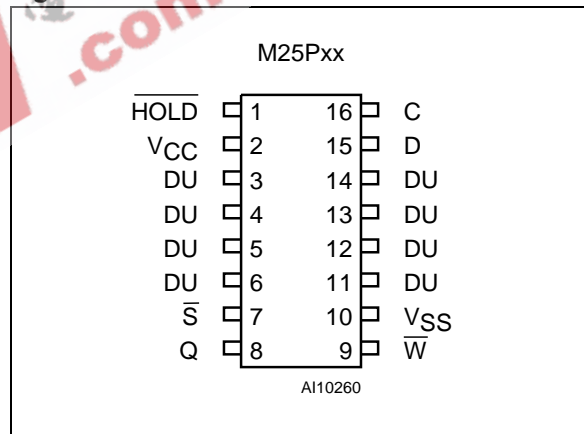 .com
M25Pxx
H̅O̅L̅D̅ 1 16 C
VCC 2 15 D
DU 3 14 DU
DU 4 13 DU
DU 5 12 DU
DU 6 11 DU
S̅ 7 10 VSS
Q 8 9 W̅
AI10260